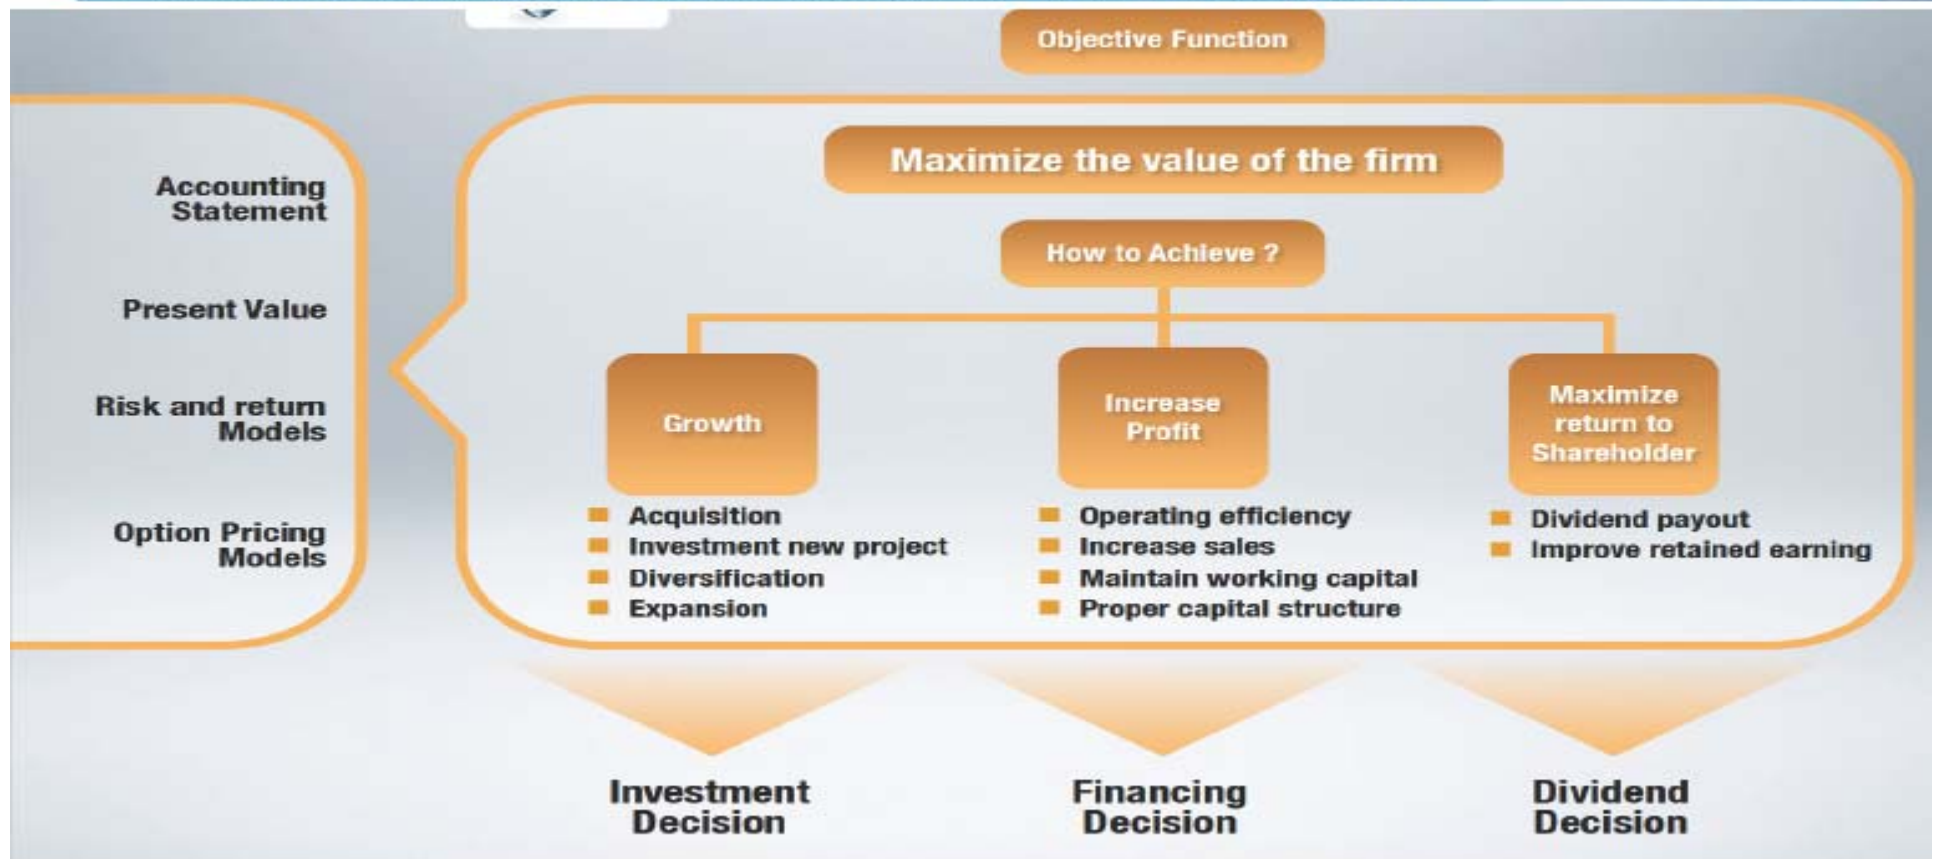 Objective Function
Maximize the value of the firm
How to Achieve ?
Accounting
Statement
Present Value
Risk and return
Models
Option Pricing
Models
Growth
Acquisition
Investment new project
Diversification
Expansion
Increase
Profit
Operating efficiency
Increase sales
Maintain working capital
Proper capital structure
Maximize
return to
Shareholder
Dividend payout
Improve retained earning
Investment
Decision
Financing
Decision
Dividend
Decision